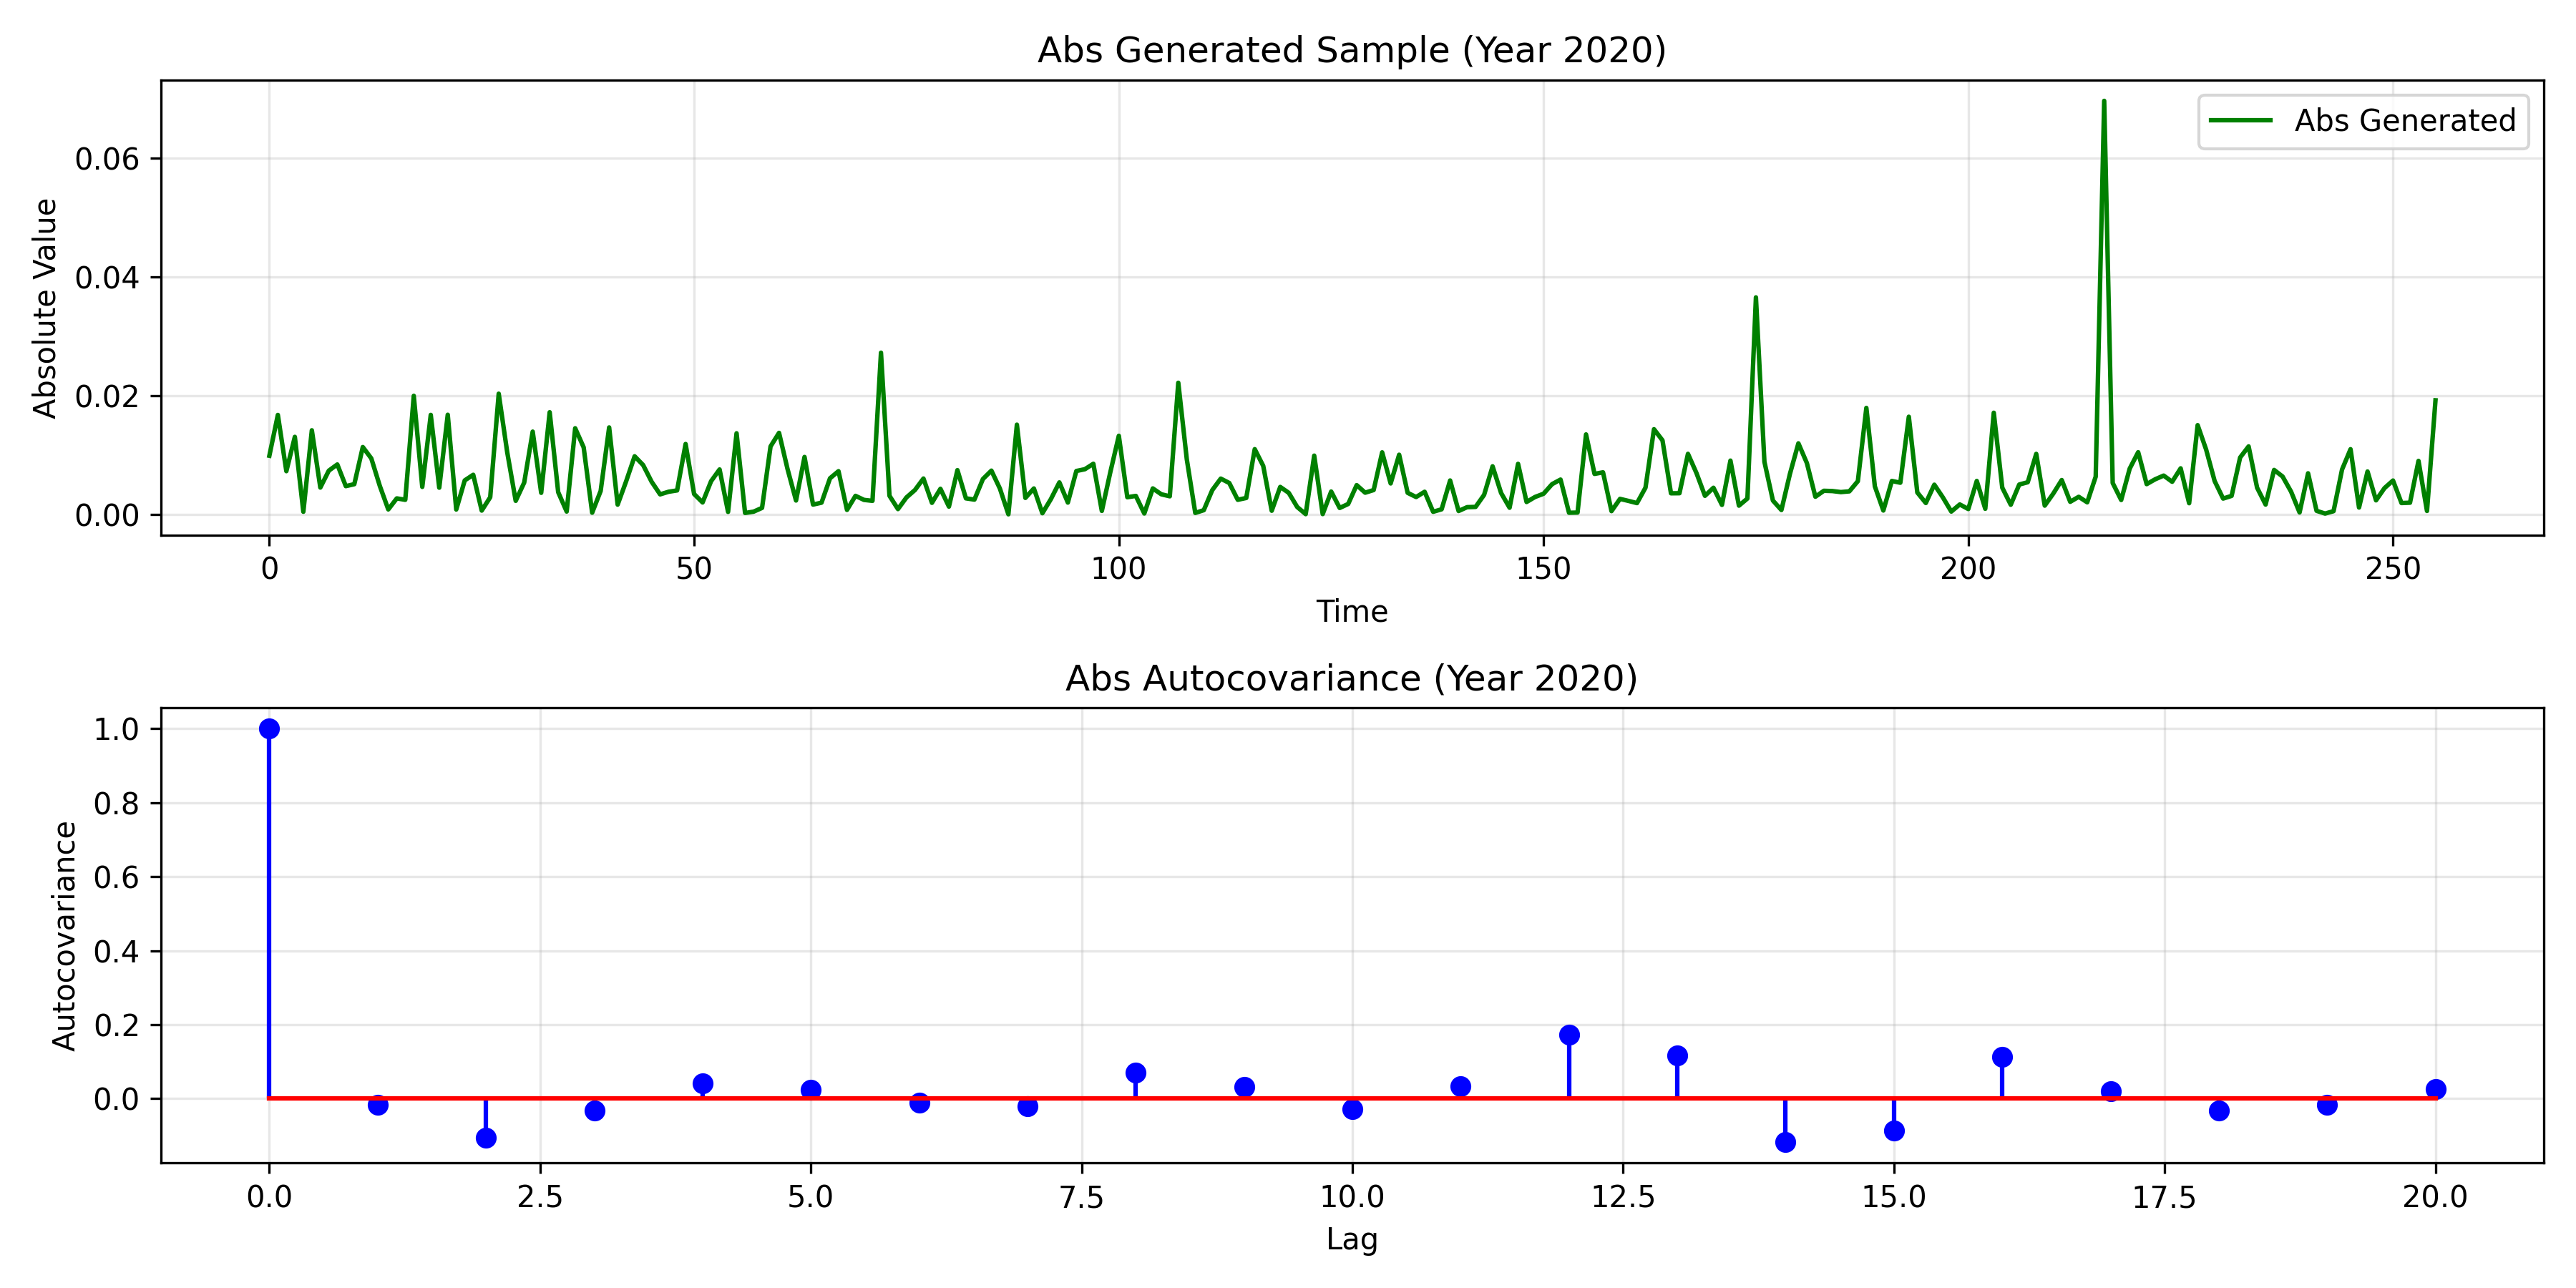 Abs Generated Sample (Year 2020)
Abs Generated
Absolute Value
0.06
0.04
0.02
0.00
0 50 100 150 200 250
Time
Abs Autocovariance (Year 2020)
Autocovariance
1.0
0.8
0.6
0.4
0.2
0.0
0.0 2.5 5.0 7.5 10.0 12.5 15.0 17.5 20.0
Lag